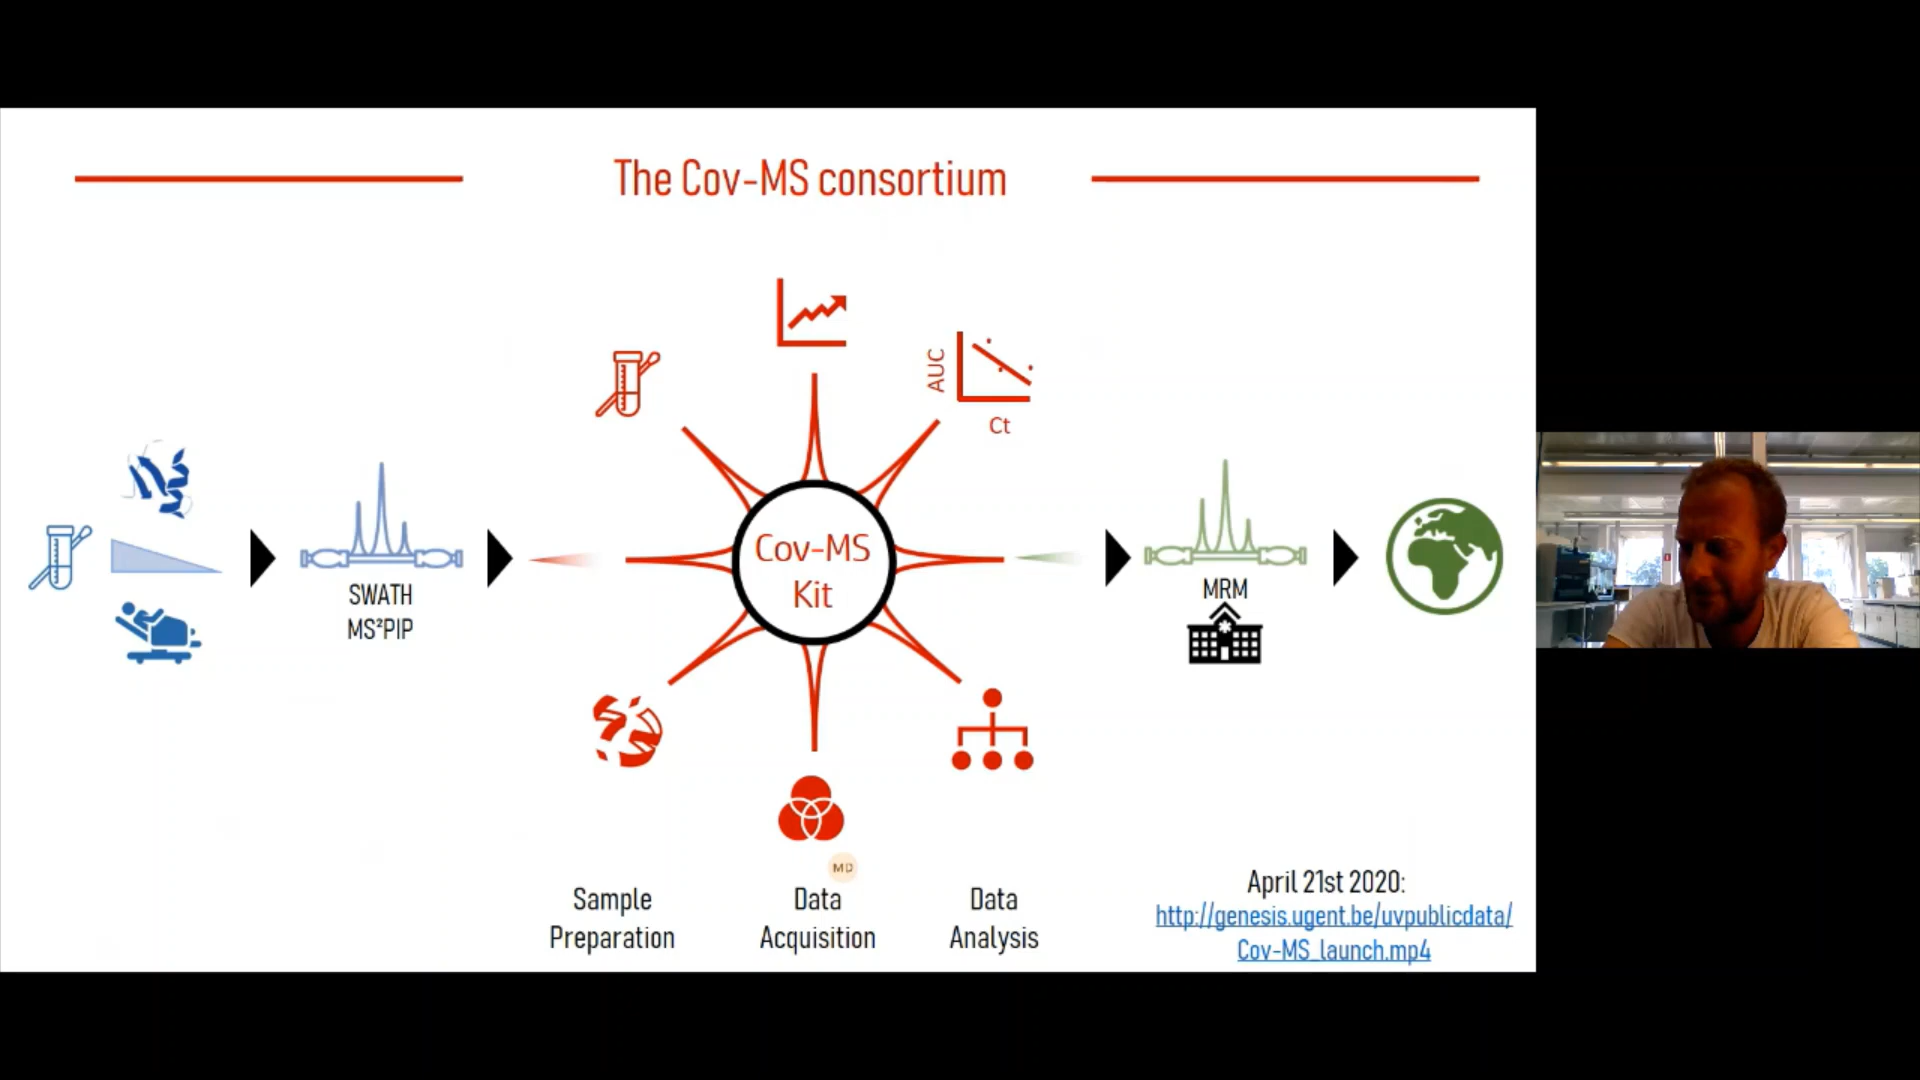 The Cov-MS consortium
AUC
Ct
SWATH
MS²PIP
Cov-MS
Kit
MRM
MD
Sample
Preparation
Data
Acquisition
Data
Analysis
April 21st 2020:
http://genesis.ugent.be/uvpublicdata/
Cov-MS_launch.mp4